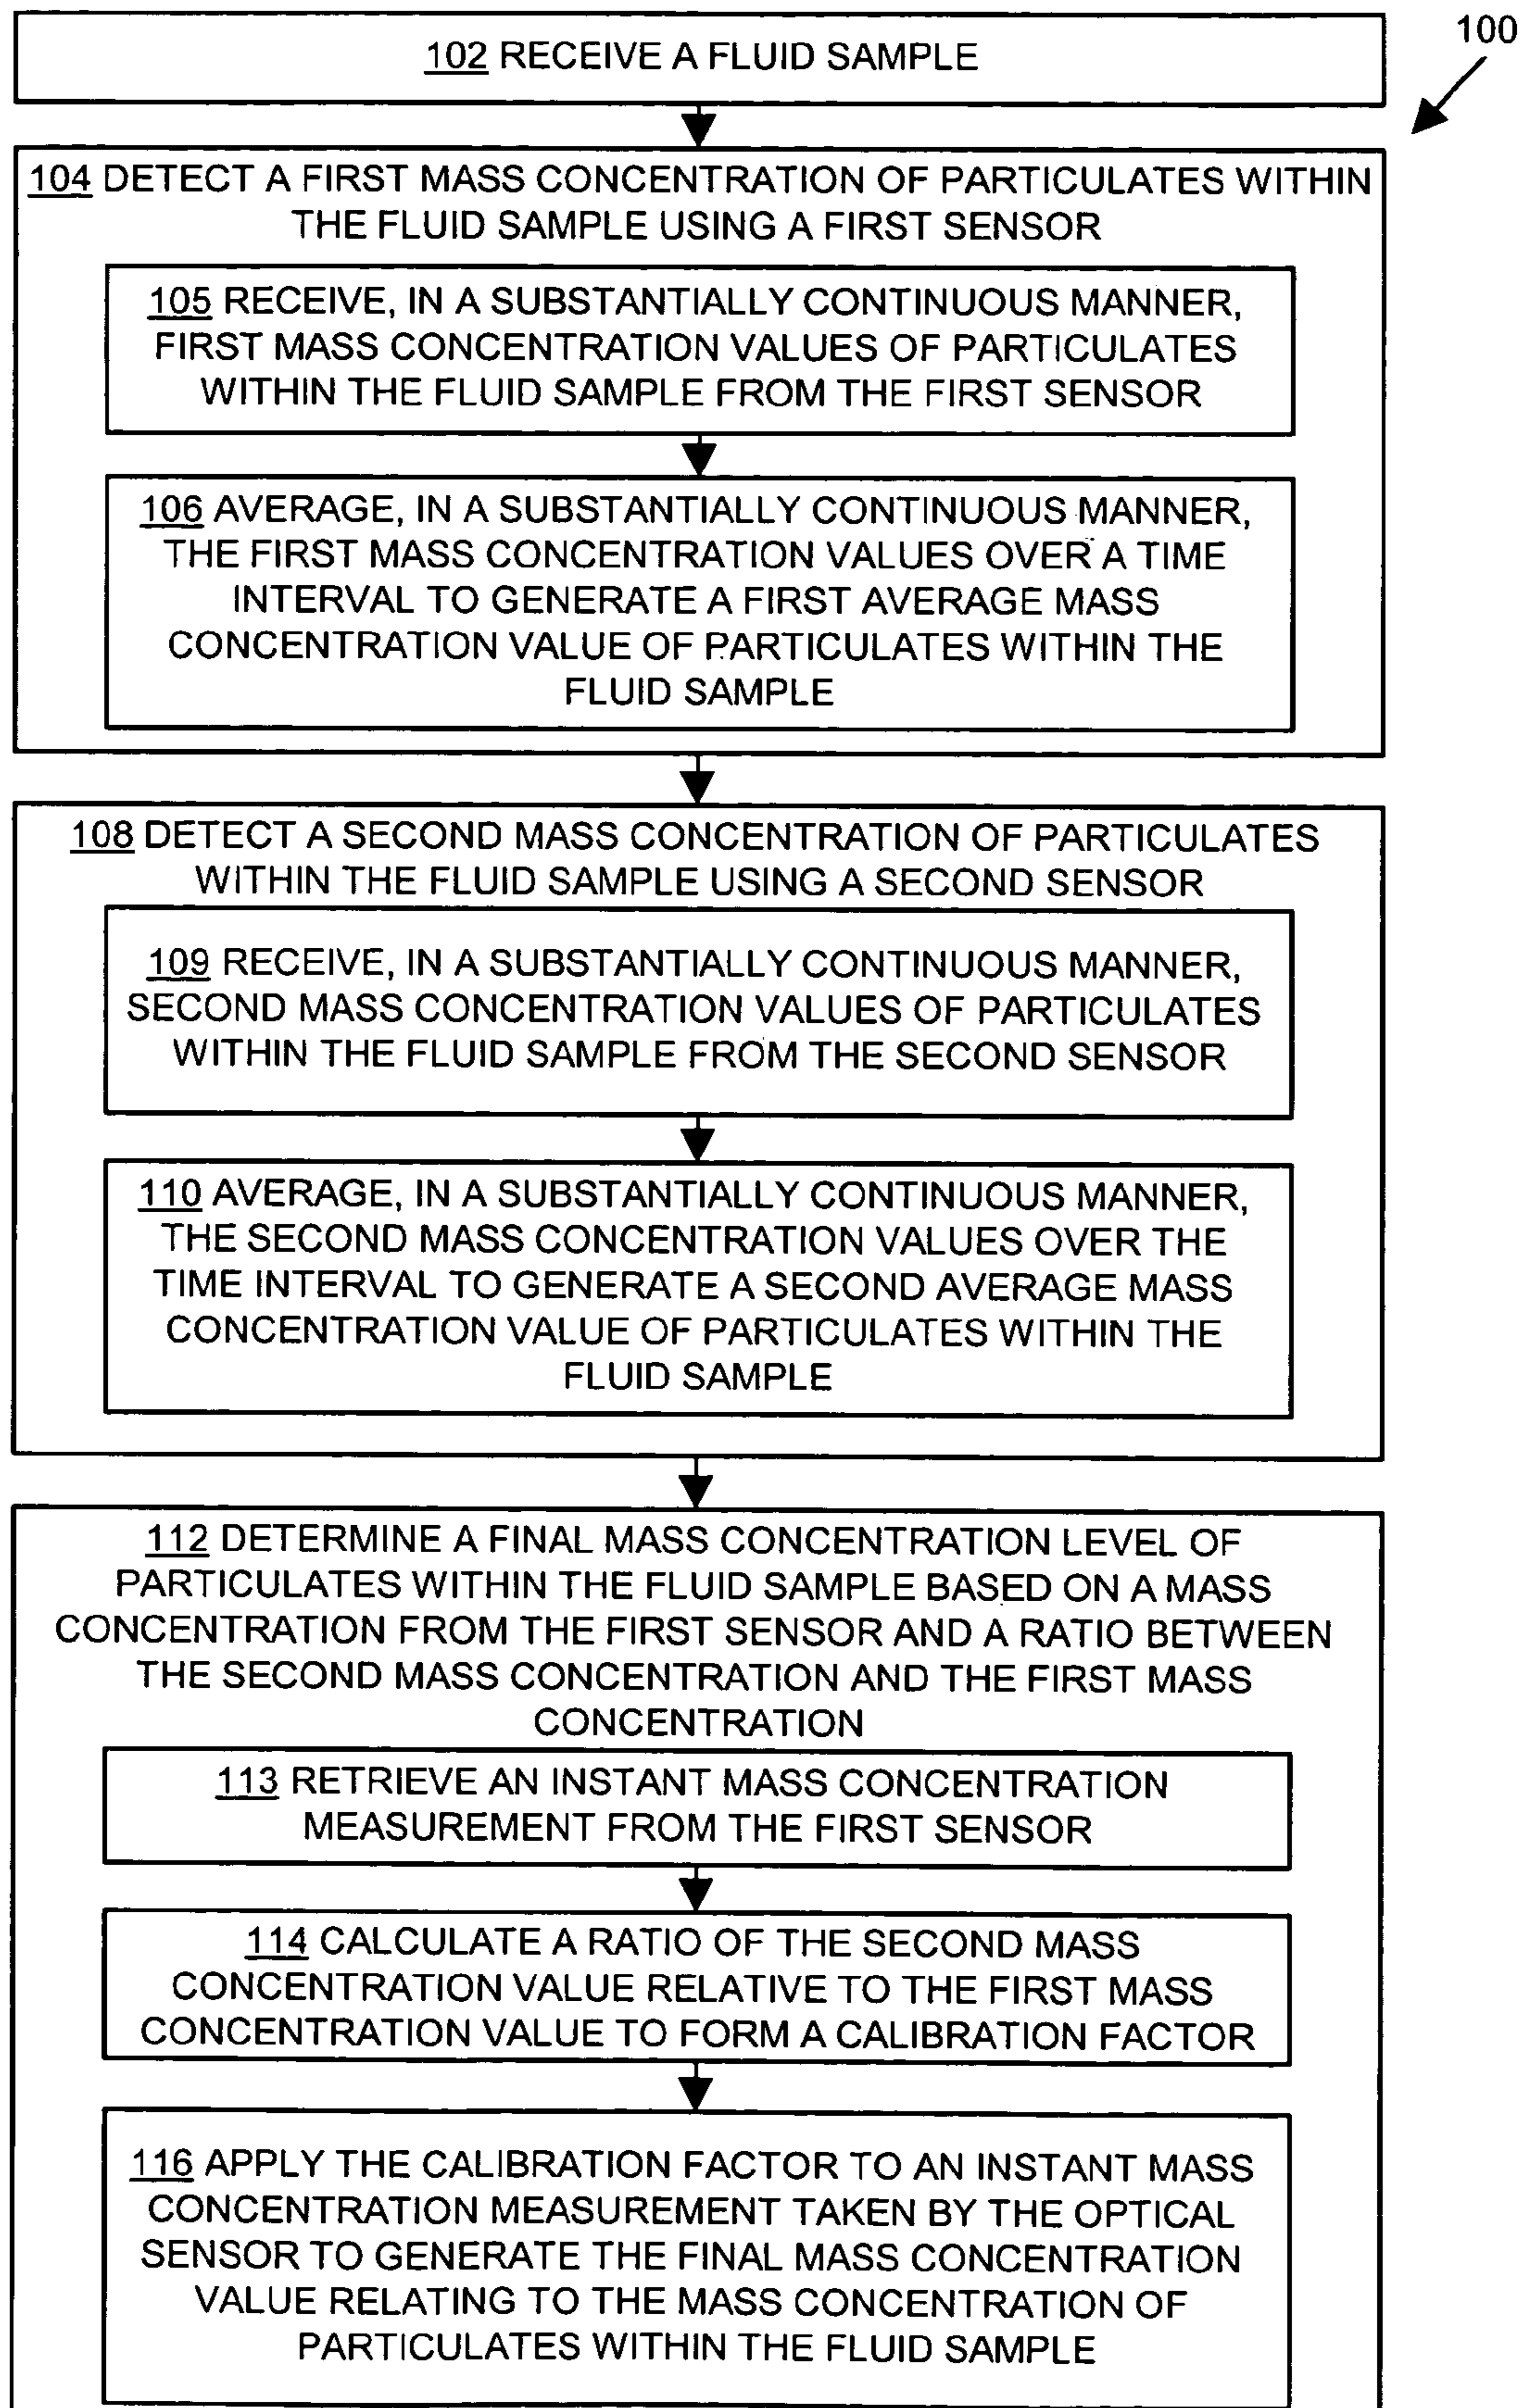 100
102 RECEIVE A FLUID SAMPLE
104 DETECT A FIRST MASS CONCENTRATION OF PARTICULATES WITHIN
THE FLUID SAMPLE USING A FIRST SENSOR
105 RECEIVE, IN A SUBSTANTIALLY CONTINUOUS MANNER,
FIRST MASS CONCENTRATION VALUES OF PARTICULATES
WITHIN THE FLUID SAMPLE FROM THE FIRST SENSOR
106 AVERAGE, IN A SUBSTANTIALLY CONTINUOUS MANNER,
THE FIRST MASS CONCENTRATION VALUES OVER A TIME
INTERVAL TO GENERATE A FIRST AVERAGE MASS
CONCENTRATION VALUE OF PARTICULATES WITHIN THE
FLUID SAMPLE
108 DETECT A SECOND MASS CONCENTRATION OF PARTICULATES
WITHIN THE FLUID SAMPLE USING A SECOND SENSOR
109 RECEIVE, IN A SUBSTANTIALLY CONTINUOUS MANNER,
SECOND MASS CONCENTRATION VALUES OF PARTICULATES
WITHIN THE FLUID SAMPLE FROM THE SECOND SENSOR
110 AVERAGE, IN A SUBSTANTIALLY CONTINUOUS MANNER,
THE SECOND MASS CONCENTRATION VALUES OVER THE
TIME INTERVAL TO GENERATE A SECOND AVERAGE MASS
CONCENTRATION VALUE OF PARTICULATES WITHIN THE
FLUID SAMPLE
112 DETERMINE A FINAL MASS CONCENTRATION LEVEL OF
PARTICULATES WITHIN THE FLUID SAMPLE BASED ON A MASS
CONCENTRATION FROM THE FIRST SENSOR AND A RATIO BETWEEN
THE SECOND MASS CONCENTRATION AND THE FIRST MASS
CONCENTRATION
113 RETRIEVE AN INSTANT MASS CONCENTRATION
MEASUREMENT FROM THE FIRST SENSOR
114 CALCULATE A RATIO OF THE SECOND MASS
CONCENTRATION VALUE RELATIVE TO THE FIRST MASS
CONCENTRATION VALUE TO FORM A CALIBRATION FACTOR
116 APPLY THE CALIBRATION FACTOR TO AN INSTANT MASS
CONCENTRATION MEASUREMENT TAKEN BY THE OPTICAL
SENSOR TO GENERATE THE FINAL MASS CONCENTRATION
VALUE RELATING TO THE MASS CONCENTRATION OF
PARTICULATES WITHIN THE FLUID SAMPLE